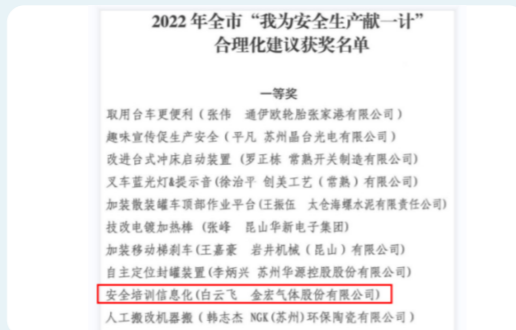 2022 年全市“我为安全生产献一计”
合理化建议获奖名单
一等奖
取用台车更便利(张伟 通伊欧轮胎张家港有限公司)
趣味宣传促生产安全(平凡 苏州晶台光电有限公司)
改进台式冲床启动装置 (罗正栋 常熟开关制造有限公司)
叉车蓝光灯&提示音(徐治平 创美工艺(常熟)有限公司)
加装散装罐车顶部作业平台(王振伍 太仓海螺水泥有限责任公司)
技改电镀加热棒 (张峰 昆山华新电子集团)
加装移动梯刹车(王嘉豪 岩井机械(昆山)有限公司)
自主定位封罐装置(李炳兴 苏州华源控股股份有限公司)
安全培训信息化(白云飞 金宏气体股份有限公司)
人工搬改机器搬(韩志杰 NGK(苏州)环保陶瓷有限公司)